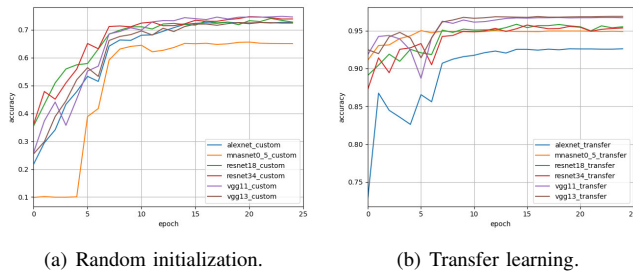 0.7
0.6
0.5
0.4
0.3
0.2
0.1
accuracy
alexnet_custom
mnasnet0_5_custom
resnet18_custom
resnet34_custom
vgg11_custom
vgg13_custom
0 5 10 15 20 25
epoch
0.95
0.90
0.85
0.80
0.75
accuracy
alexnet_transfer
mnasnet0_5_transfer
resnet18_transfer
resnet34_transfer
vgg11_transfer
vgg13_transfer
0 5 10 15 20 25
epoch
(a) Random initialization.
(b) Transfer learning.